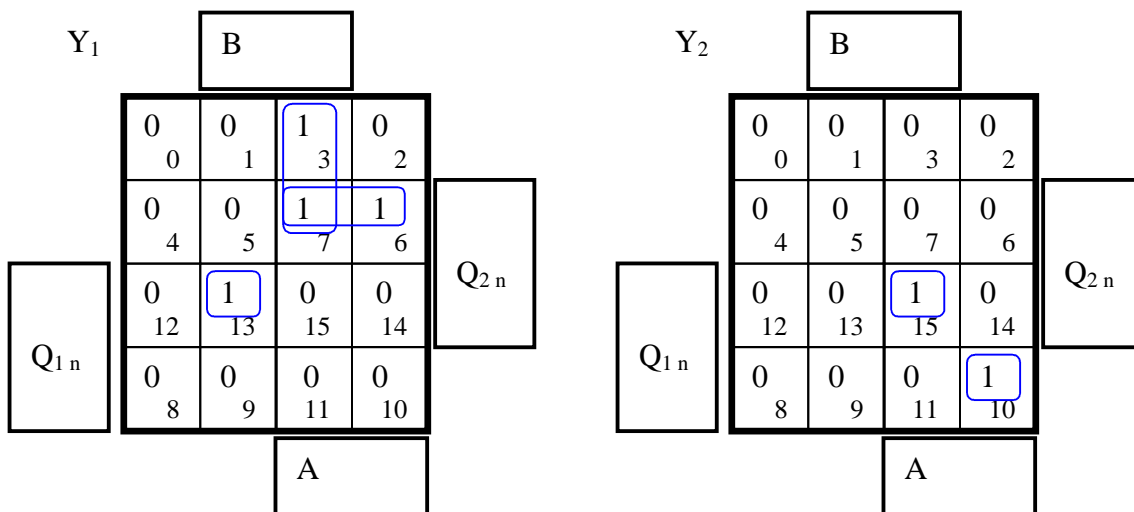 Y1 B Y2 B
0 0 1 0 0 0 0 0
0 1 3 2 0 1 3 2
0 0 1 1 0 0 0 0
4 5 7 6 4 5 7 6
Q2 n Q2 n
0 1 0 0 0 0 1 0
12 13 15 14 12 13 15 14
Q1 n Q1 n
0 0 0 0 0 0 0 1
8 9 11 10 8 9 11 10
A A